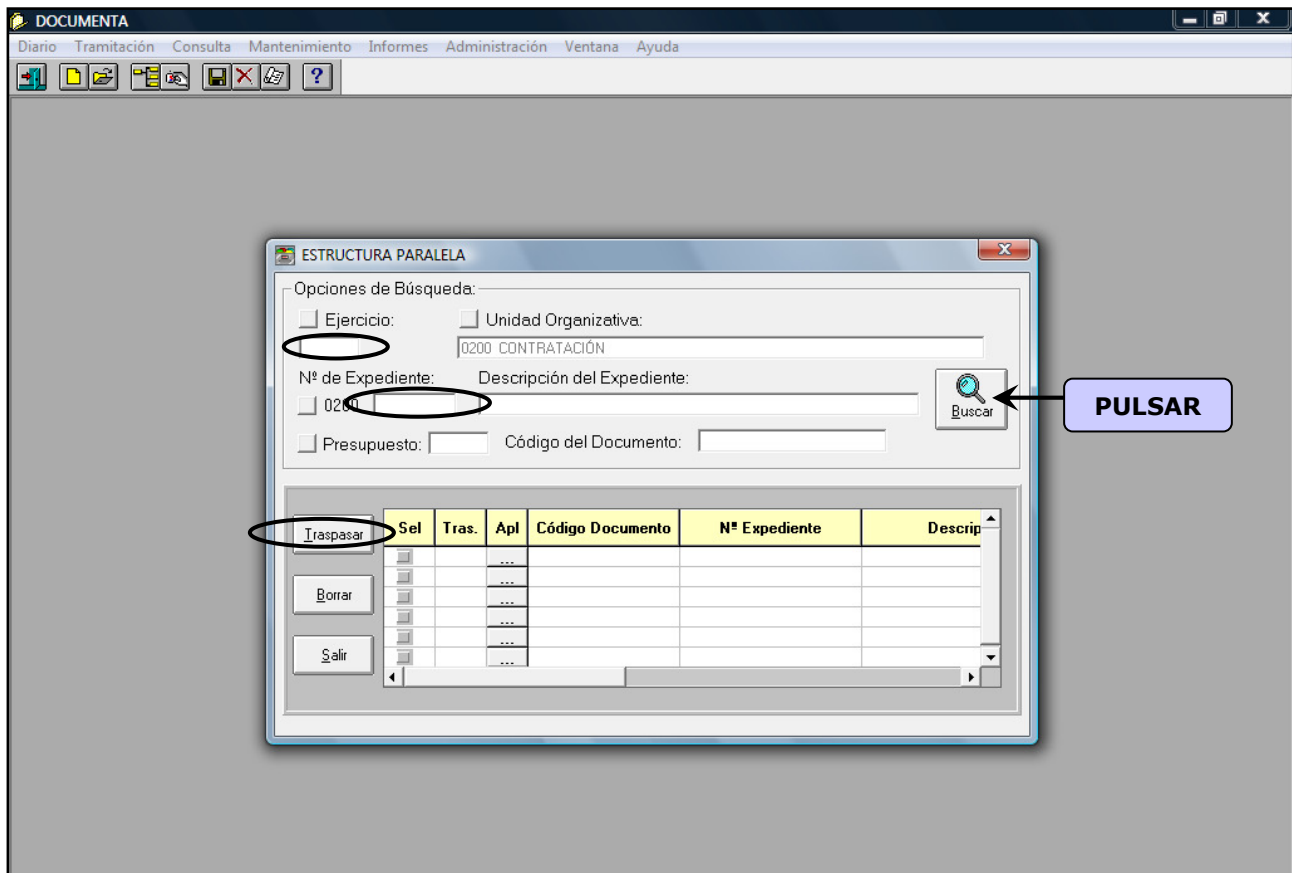 DOCUMENTA
Diario Tramitación Consulta Mantenimiento Informes Administración Ventana Ayuda
ESTRUCTURA PARALELA
Opciones de Búsqueda:
Ejercicio: Unidad Organizativa:
0200 CONTRATACIÓN
Nº de Expediente: Descripción del Expediente:
0200
Buscar
PULSAR
Presupuesto: Código del Documento:
Traspasar
Sel Tras. Apl Código Documento Nº Expediente Descrip
...
...
Borrar
...
...
...
Salir
...